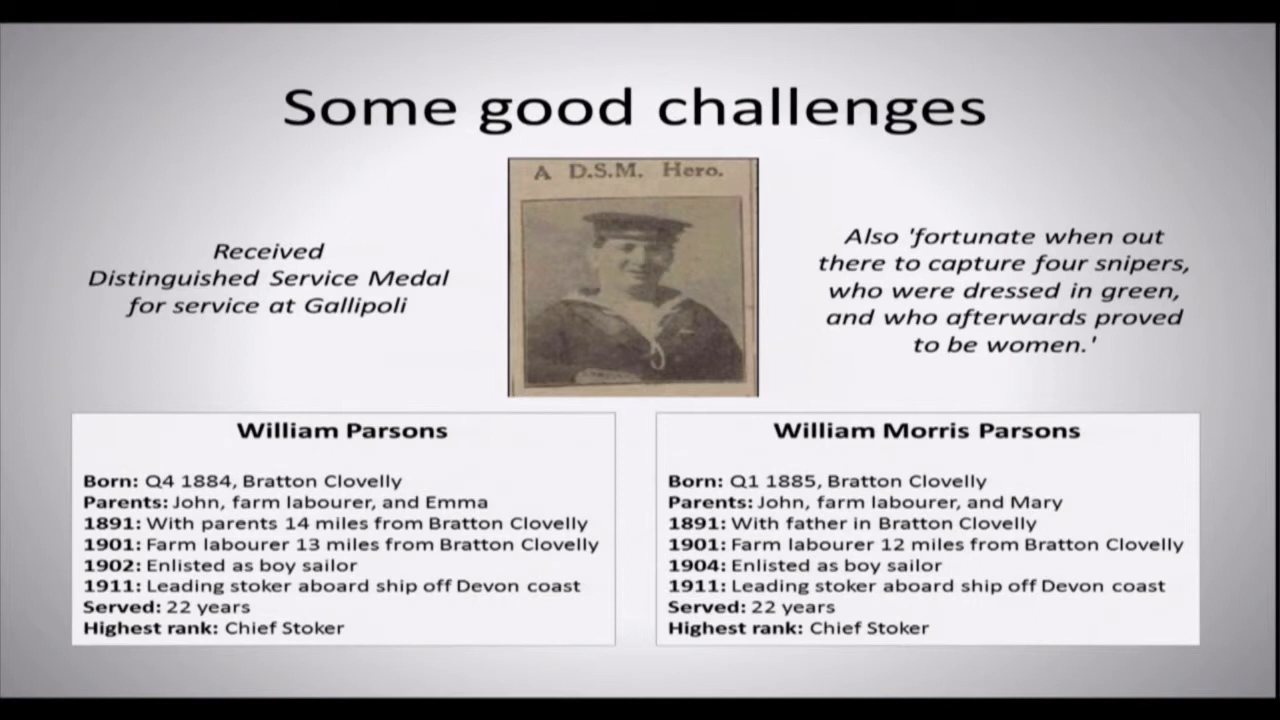 Some good challenges
A D.S.M. Hero.
Received
Distinguished Service Medal
for service at Gallipoli
Also 'fortunate when out
there to capture four snipers,
who were dressed in green,
and who afterwards proved
to be women.'
William Parsons
Born: Q4 1884, Bratton Clovelly
Parents: John, farm labourer, and Emma
1891: With parents 14 miles from Bratton Clovelly
1901: Farm labourer 13 miles from Bratton Clovelly
1902: Enlisted as boy sailor
1911: Leading stoker aboard ship off Devon coast
Served: 22 years
Highest rank: Chief Stoker
William Morris Parsons
Born: Q1 1885, Bratton Clovelly
Parents: John, farm labourer, and Mary
1891: With father in Bratton Clovelly
1901: Farm labourer 12 miles from Bratton Clovelly
1904: Enlisted as boy sailor
1911: Leading stoker aboard ship off Devon coast
Served: 22 years
Highest rank: Chief Stoker